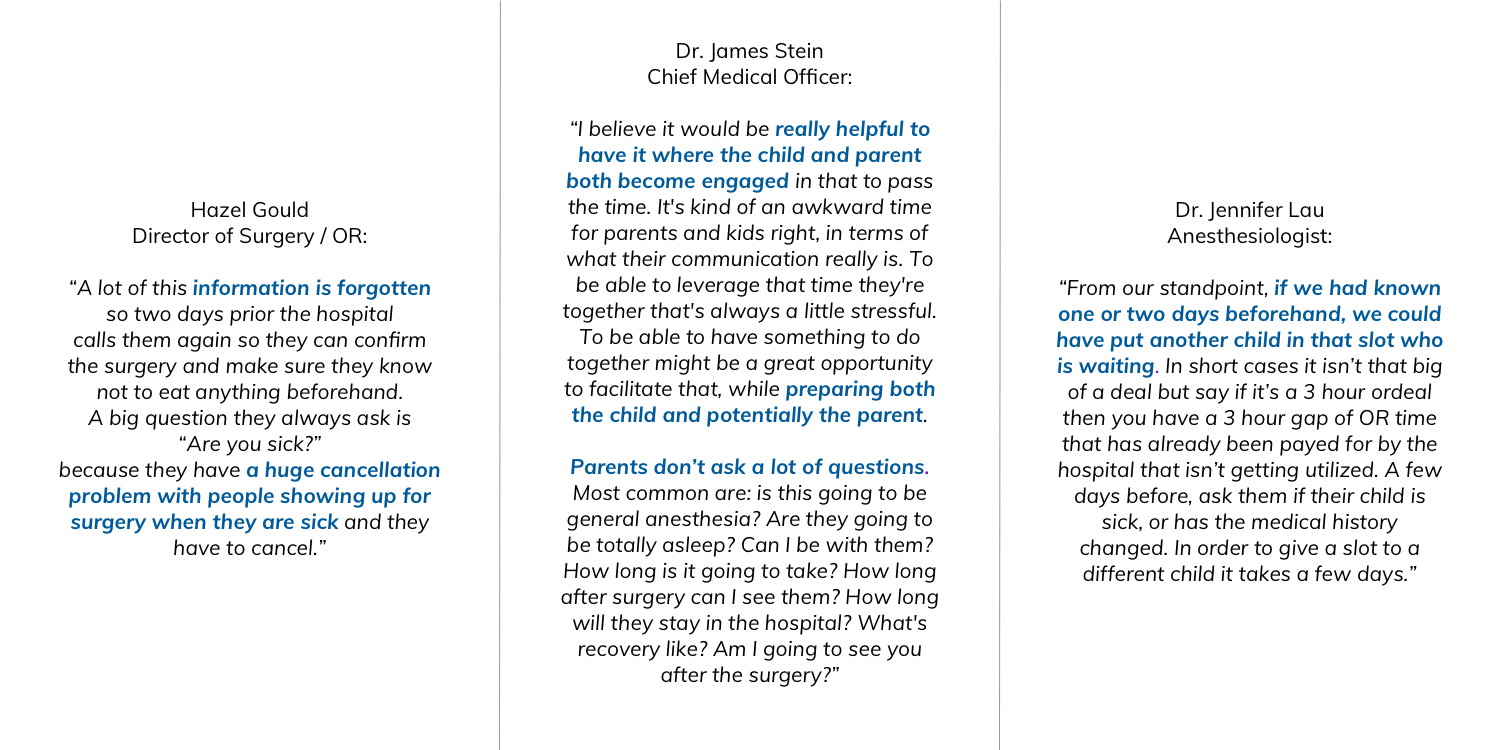 Hazel Gould
Director of Surgery / OR:
“A lot of this information is forgotten
so two days prior the hospital
calls them again so they can confirm
the surgery and make sure they know
not to eat anything beforehand.
A big question they always ask is
“Are you sick?”
because they have a huge cancellation
problem with people showing up for
surgery when they are sick and they
have to cancel.”
Dr. James Stein
Chief Medical Officer:
“I believe it would be really helpful to
have it where the child and parent
both become engaged in that to pass
the time. It's kind of an awkward time
for parents and kids right, in terms of
what their communication really is. To
be able to leverage that time they're
together that's always a little stressful.
To be able to have something to do
together might be a great opportunity
to facilitate that, while preparing both
the child and potentially the parent.
Parents don’t ask a lot of questions.
Most common are: is this going to be
general anesthesia? Are they going to
be totally asleep? Can I be with them?
How long is it going to take? How long
after surgery can I see them? How long
will they stay in the hospital? What's
recovery like? Am I going to see you
after the surgery?”
Dr. Jennifer Lau
Anesthesiologist:
“From our standpoint, if we had known
one or two days beforehand, we could
have put another child in that slot who
is waiting. In short cases it isn’t that big
of a deal but say if it’s a 3 hour ordeal
then you have a 3 hour gap of OR time
that has already been payed for by the
hospital that isn’t getting utilized. A few
days before, ask them if their child is
sick, or has the medical history
changed. In order to give a slot to a
different child it takes a few days.”